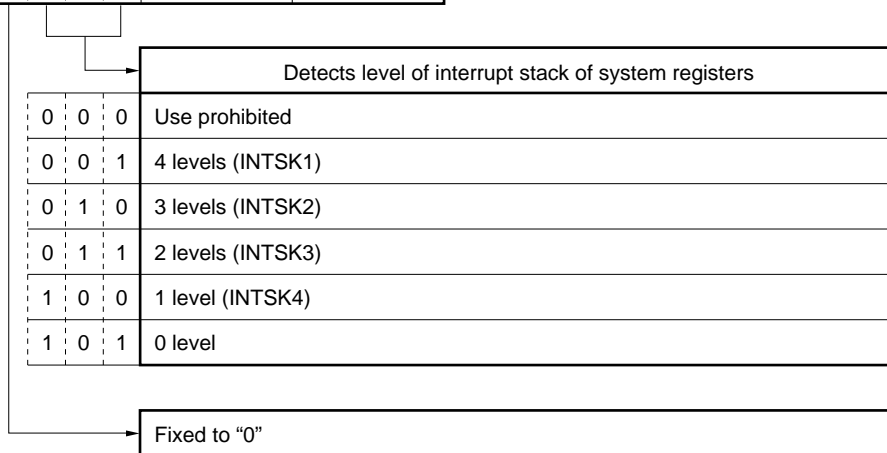 Detects level of interrupt stack of system registers
0 0 0 Use prohibited
0 0 1 4 levels (INTSK1)
0 1 0 3 levels (INTSK2)
0 1 1 2 levels (INTSK3)
1 0 0 1 level (INTSK4)
1 0 1 0 level
Fixed to “0”